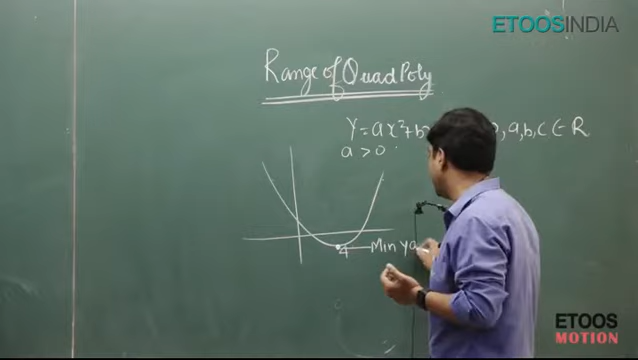 ETOOSINDIA
Range of Quad Poly
Y = ax²+b , a,b,c ∈ R
a > 0
Min
ETOOS
MOTION